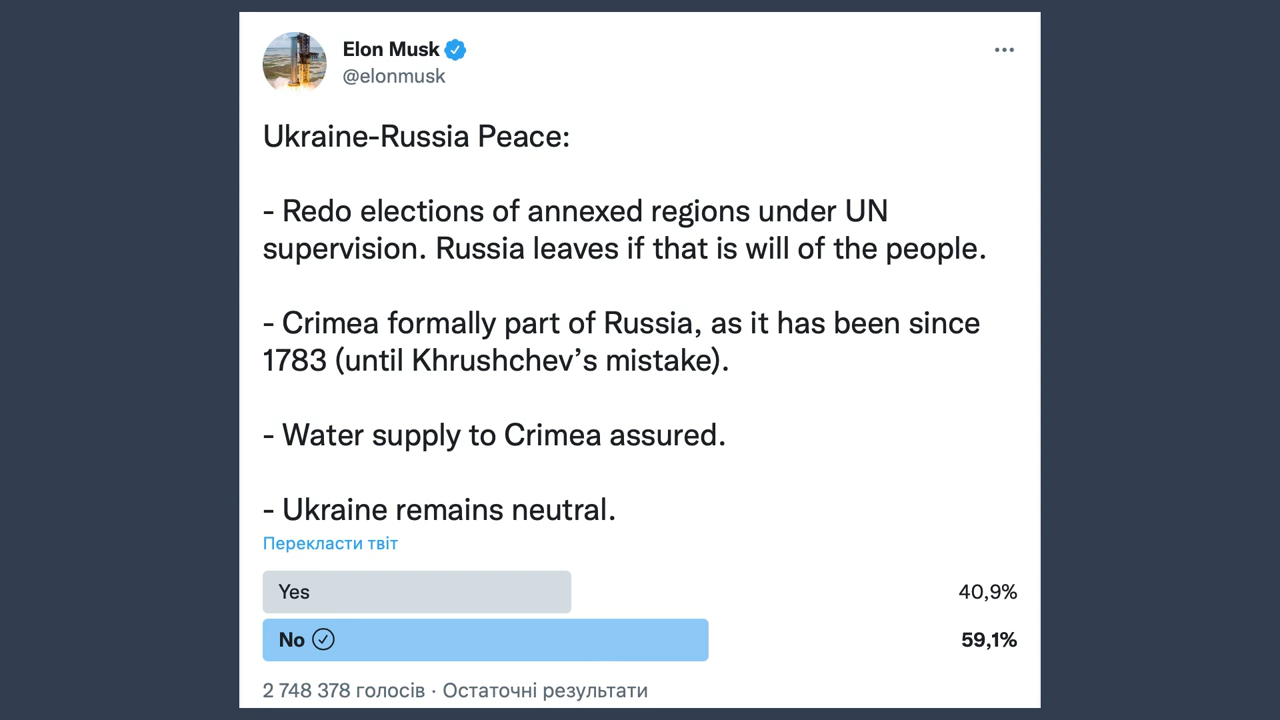 Elon Musk
@elonmusk
Ukraine-Russia Peace:
- Redo elections of annexed regions under UN
supervision. Russia leaves if that is will of the people.
- Crimea formally part of Russia, as it has been since
1783 (until Khrushchev’s mistake).
- Water supply to Crimea assured.
- Ukraine remains neutral.
Перекласти твіт
Yes 40,9%
No 59,1%
2 748 378 голосів · Остаточні результати